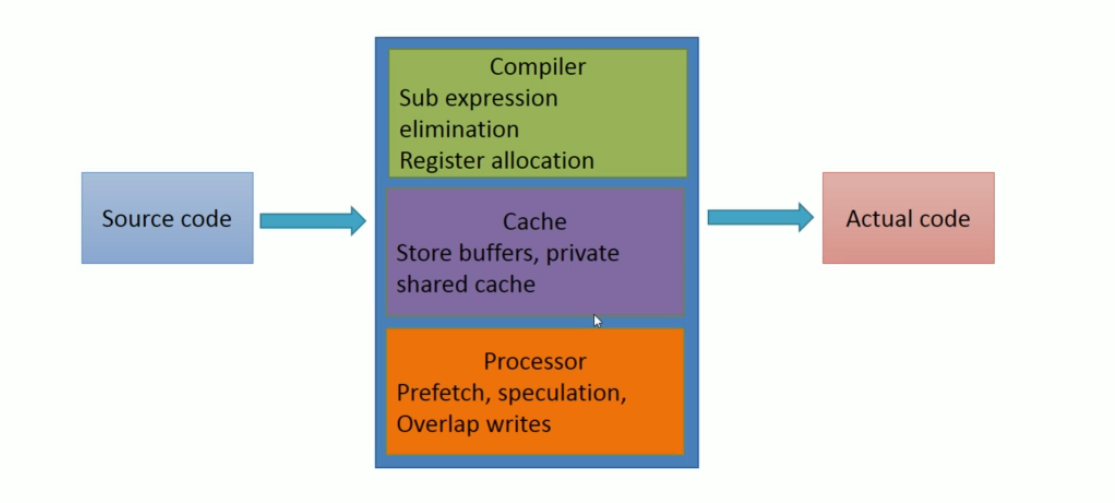 Source code
Compiler
Sub expression
elimination
Register allocation
Cache
Store buffers, private
shared cache
Processor
Prefetch, speculation,
Overlap writes
Actual code